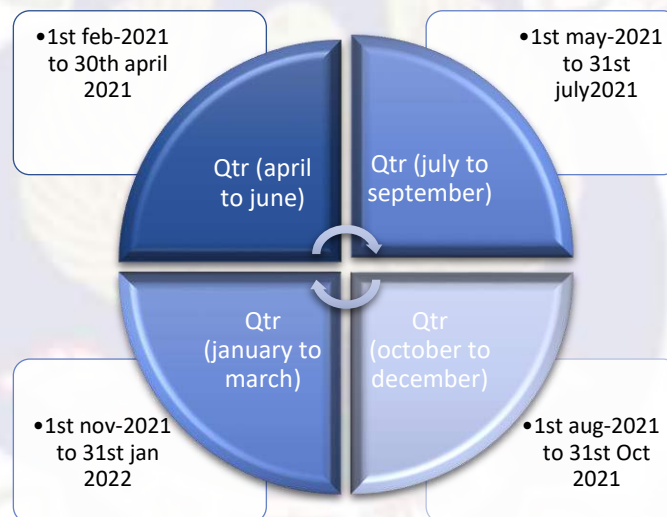 •1st feb-2021
to 30th april
2021
•1st may-2021
to 31st
july2021
Qtr (april
to june)
Qtr (july to
september)
Qtr
(january to
march)
Qtr
(october to
december)
•1st nov-2021
to 31st jan
2022
•1st aug-2021
to 31st Oct
2021